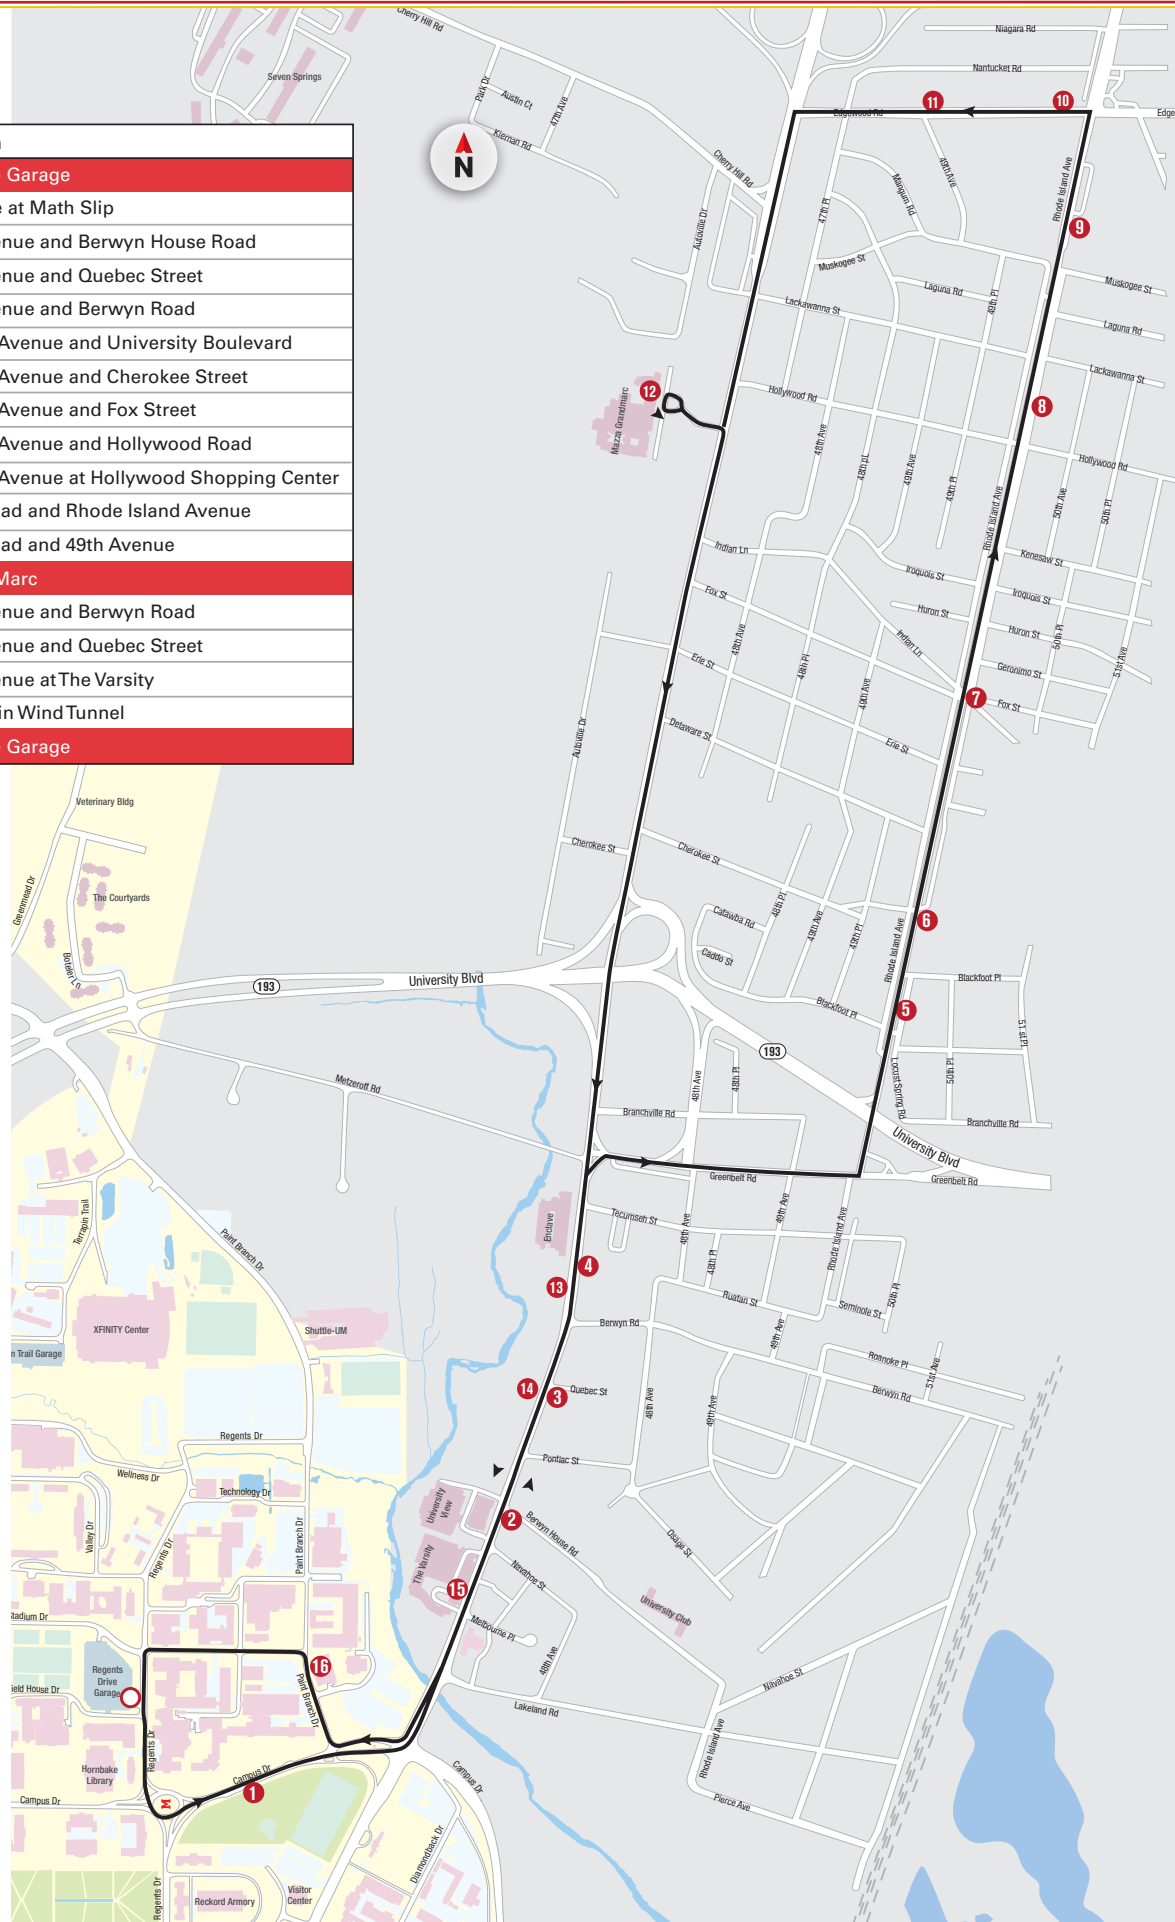 Garage
at Math Slip
enue and Berwyn House Road
enue and Quebec Street
enue and Berwyn Road
Avenue and University Boulevard
Avenue and Cherokee Street
Avenue and Fox Street
Avenue and Hollywood Road
Avenue at Hollywood Shopping Center
ad and Rhode Island Avenue
ad and 49th Avenue
Marc
enue and Berwyn Road
enue and Quebec Street
enue at The Varsity
in Wind Tunnel
Garage
Cherry Hill Rd
Niagara Rd
Seven Springs
Nantucket Rd
Park Dr
Austin Ct
47th Ave
Kiernan Rd
N
11
10
Edgewood Rd
Edge
Cherry Hill Rd
49th Ave
Mangum Rd
47th Pl
Rhode Island Ave
9
Autoville Dr
Muskogee St
Muskogee St
Laguna Rd
49th Pl
Lackawanna St
Laguna Rd
Lackawanna St
12
Mazza Grandmarc
Hollywood Rd
8
48th Ave
48th pL
49th Ave
49th Pl
Hollywood Rd
50th Ave
50th Pl
Rhode Island Ave
Indian Ln
Kenesaw St
Iroquois St
Iroquois St
Fox St
Huron St
Huron St
Indian Ln
48th Ave
48th Pl
50th Pl
51st Ave
Erie St
Geronimo St
49th Ave
7
Fox St
Autoville Dr
Delaware St
Erie St
Cherokee St
Cherokee St
Veterinary Bldg
Greenmead Dr
The Courtyards
Boteler Ln
Catawba Rd
48th Pl
49th Ave
49th Pl
6
Caddo St
Rhode Island Ave
University Blvd
193
Blackfoot Pl
Blackfoot Pl
5
51 st Pl
193
Metzerott Rd
48th Ave
48th Pl
50th Pl
Locust Spring Rd
Branchville Rd
Branchville Rd
University Blvd
Greenbelt Rd
Greenbelt Rd
Terrapin Trail
Paint Branch Dr
Enclave
Tecumseh St
48th Ave
48th Pl
49th Ave
Rhode Island Ave
4
13
Ruatan St
Seminole St
50th Pl
XFINITY Center
Shuttle-UM
n Trail Garage
Berwyn Rd
49th Ave
Roanoke Pl
51st Ave
Berwyn Rd
14
3
Quebec St
48th Ave
49th Ave
Regents Dr
Wellness Dr
Technology Dr
Pontiac St
University View
2
Berwyn House Rd
Osage St
Valley Dr
Regents Dr
Paint Branch Dr
The Varsity
15
Navahoe St
University Club
Stadium Dr
Melbourne Pl
48th Ave
Regents Drive Garage
ield House Dr
16
Paint Branch Dr
Navahoe St
Lakeland Rd
Regents Dr
Rhode Island Ave
Hornbake Library
Campus Dr
1
Campus Dr
Campus Dr
M
Pierce Ave
Diamondback Dr
Regents Dr
Reckord Armory
Visitor Center